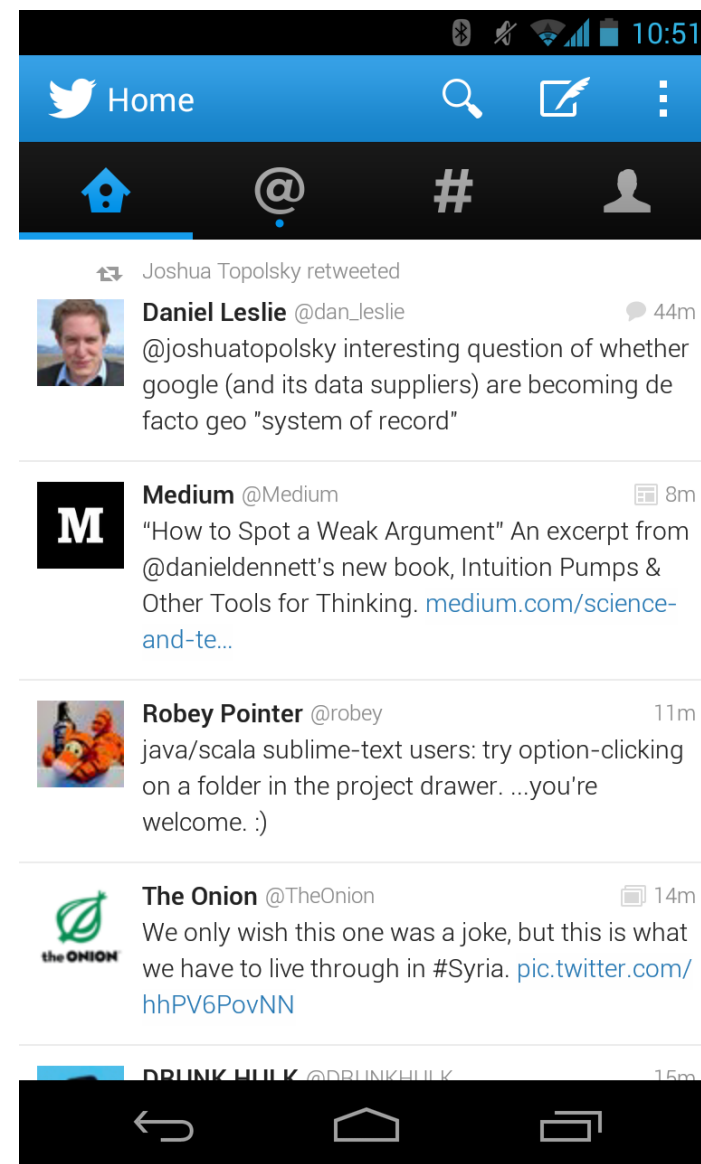 10:51
Home
@
#
Joshua Topolsky retweeted
Daniel Leslie @dan_leslie 44m
@joshuatopolsky interesting question of whether
google (and its data suppliers) are becoming de
facto geo "system of record"
M
Medium @Medium 8m
“How to Spot a Weak Argument” An excerpt from
@danieldennett's new book, Intuition Pumps &
Other Tools for Thinking. medium.com/science-
and-te...
Robey Pointer @robey 11m
java/scala sublime-text users: try option-clicking
on a folder in the project drawer. ...you're
welcome. :)
the ONION
The Onion @TheOnion 14m
We only wish this one was a joke, but this is what
we have to live through in #Syria. pic.twitter.com/
hhPV6PovNN
DRUNK HULK @DRUNKHULK 15m